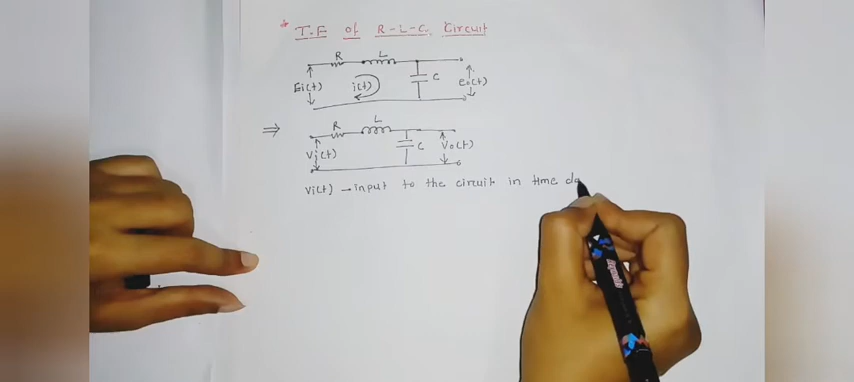 * T.F of R-L-C. Circuit
R L
Ei(t) i(t) C eo(t)
⇒ R L
Vi(t) C Vo(t)
Vi(t) → input to the circuit in time do